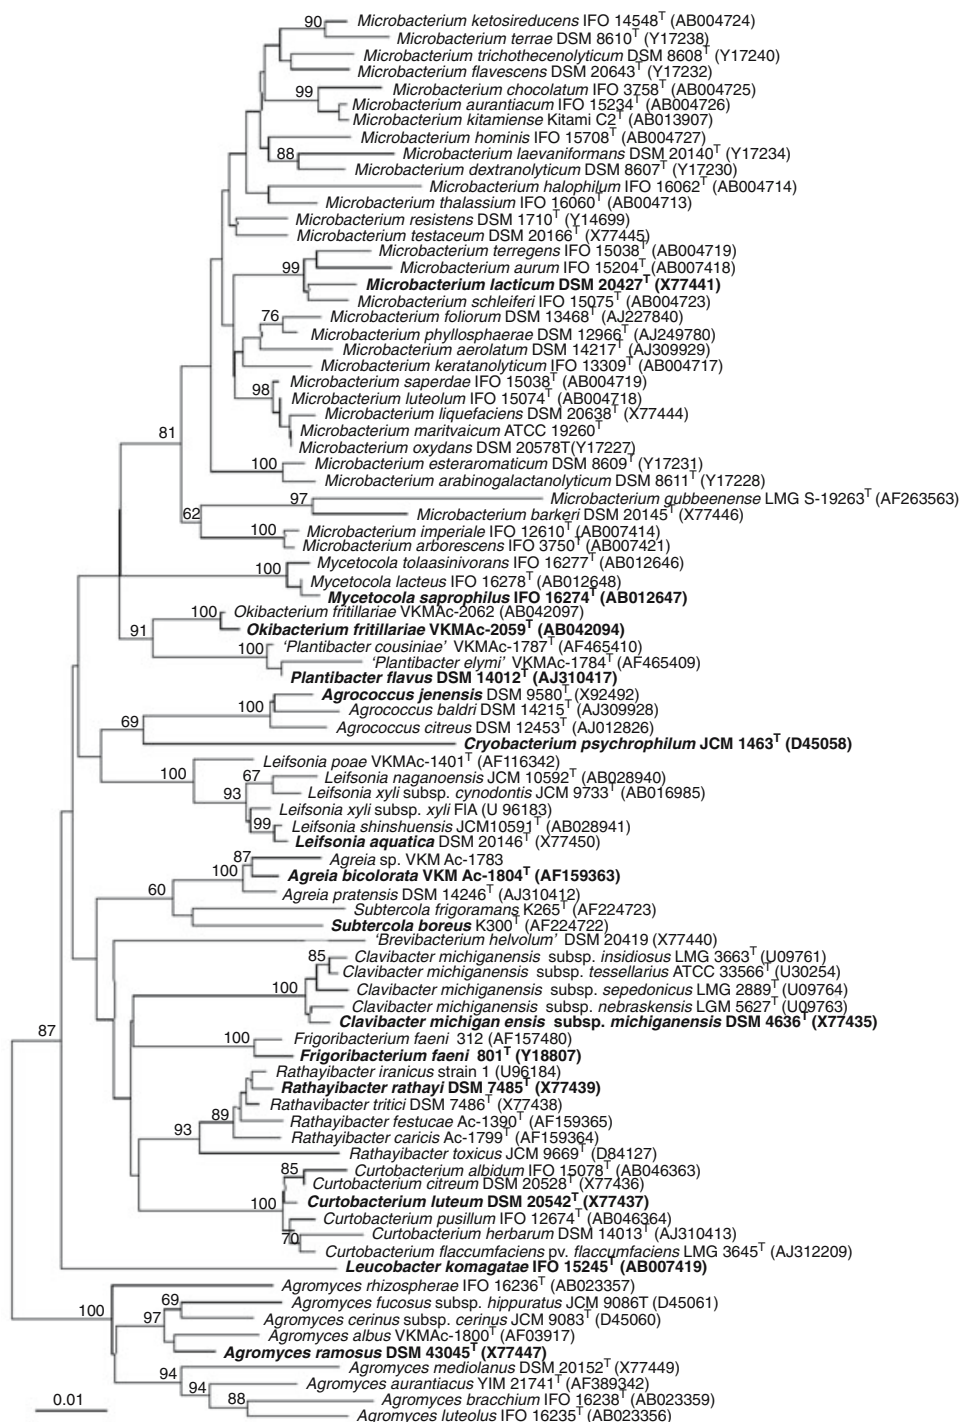 90 Microbacterium ketosireducens IFO 14548T (AB004724)
Microbacterium terrae DSM 8610T (Y17238)
Microbacterium trichothecenolyticum DSM 8608T (Y17240)
Microbacterium flavescens DSM 20643T (Y17232)
Microbacterium chocolatum IFO 3758T (AB004725)
99 Microbacterium aurantiacum IFO 15234T (AB004726)
Microbacterium kitamiense Kitami C2T (AB013907)
Microbacterium hominis IFO 15708T (AB004727)
88 Microbacterium laevaniformans DSM 20140T (Y17234)
Microbacterium dextranolyticum DSM 8607T (Y17230)
Microbacterium halophilum IFO 16062T (AB004714)
Microbacterium thalassium IFO 16060T (AB004713)
Microbacterium resistens DSM 1710T (Y14699)
Microbacterium testaceum DSM 20166T (X77445)
Microbacterium terregens IFO 15038T (AB004719)
99 Microbacterium aurum IFO 15204T (AB007418)
Microbacterium lacticum DSM 20427T (X77441)
Microbacterium schleiferi IFO 15075T (AB004723)
76 Microbacterium foliorum DSM 13468T (AJ227840)
Microbacterium phyllosphaerae DSM 12966T (AJ249780)
Microbacterium aerolatum DSM 14217T (AJ309929)
Microbacterium keratanolyticum IFO 13309T (AB004717)
Microbacterium saperdae IFO 15038T (AB004719)
98 Microbacterium luteolum IFO 15074T (AB004718)
Microbacterium liquefaciens DSM 20638T (X77444)
81 Microbacterium maritvaicum ATCC 19260T
Microbacterium oxydans DSM 20578T(Y17227)
100 Microbacterium esteraromaticum DSM 8609T (Y17231)
Microbacterium arabinogalactanolyticum DSM 8611T (Y17228)
97 Microbacterium gubbeenense LMG S-19263T (AF263563)
62 Microbacterium barkeri DSM 20145T (X77446)
100 Microbacterium imperiale IFO 12610T (AB007414)
Microbacterium arborescens IFO 3750T (AB007421)
100 Mycetocola tolaasinivorans IFO 16277T (AB012646)
Mycetocola lacteus IFO 16278T (AB012648)
Mycetocola saprophilus IFO 16274T (AB012647)
100 Okibacterium fritillariae VKMAc-2062 (AB042097)
91 Okibacterium fritillariae VKMAc-2059T (AB042094)
100 'Plantibacter cousiniae' VKMAc-1787T (AF465410)
'Plantibacter elymi' VKMAc-1784T (AF465409)
Plantibacter flavus DSM 14012T (AJ310417)
Agrococcus jenensis DSM 9580T (X92492)
100 Agrococcus baldri DSM 14215T (AJ309928)
69 Agrococcus citreus DSM 12453T (AJ012826)
Cryobacterium psychrophilum JCM 1463T (D45058)
Leifsonia poae VKMAc-1401T (AF116342)
100 67 Leifsonia naganoensis JCM 10592T (AB028940)
93 Leifsonia xyli subsp. cynodontis JCM 9733T (AB016985)
Leifsonia xyli subsp. xyli FIA (U 96183)
99 Leifsonia shinshuensis JCM10591T (AB028941)
Leifsonia aquatica DSM 20146T (X77450)
87 Agreia sp. VKM Ac-1783
100 Agreia bicolorata VKM Ac-1804T (AF159363)
60 Agreia pratensis DSM 14246T (AJ310412)
Subtercola frigoramans K265T (AF224723)
Subtercola boreus K300T (AF224722)
'Brevibacterium helvolum' DSM 20419 (X77440)
85 Clavibacter michiganensis subsp. insidiosus LMG 3663T (U09761)
Clavibacter michiganensis subsp. tessellarius ATCC 33566T (U30254)
100 Clavibacter michiganensis subsp. sepedonicus LMG 2889T (U09764)
Clavibacter michiganensis subsp. nebraskensis LGM 5627T (U09763)
Clavibacter michigan ensis subsp. michiganensis DSM 4636T (X77435)
87 100 Frigoribacterium faeni 312 (AF157480)
Frigoribacterium faeni 801T (Y18807)
Rathayibacter iranicus strain 1 (U96184)
Rathayibacter rathayi DSM 7485T (X77439)
Rathavibacter tritici DSM 7486T (X77438)
89 Rathayibacter festucae Ac-1390T (AF159365)
93 Rathayibacter caricis Ac-1799T (AF159364)
Rathayibacter toxicus JCM 9669T (D84127)
85 Curtobacterium albidum IFO 15078T (AB046363)
Curtobacterium citreum DSM 20528T (X77436)
100 Curtobacterium luteum DSM 20542T (X77437)
Curtobacterium pusillum IFO 12674T (AB046364)
70 Curtobacterium herbarum DSM 14013T (AJ310413)
Curtobacterium flaccumfaciens pv. flaccumfaciens LMG 3645T (AJ312209)
Leucobacter komagatae IFO 15245T (AB007419)
Agromyces rhizospherae IFO 16236T (AB023357)
100 69 Agromyces fucosus subsp. hippuratus JCM 9086T (D45061)
97 Agromyces cerinus subsp. cerinus JCM 9083T (D45060)
Agromyces albus VKMAc-1800T (AF03917)
Agromyces ramosus DSM 43045T (X77447)
94 Agromyces mediolanus DSM 20152T (X77449)
94 Agromyces aurantiacus YIM 21741T (AF389342)
0.01 88 Agromyces bracchium IFO 16238T (AB023359)
Agromyces luteolus IFO 16235T (AB023356)